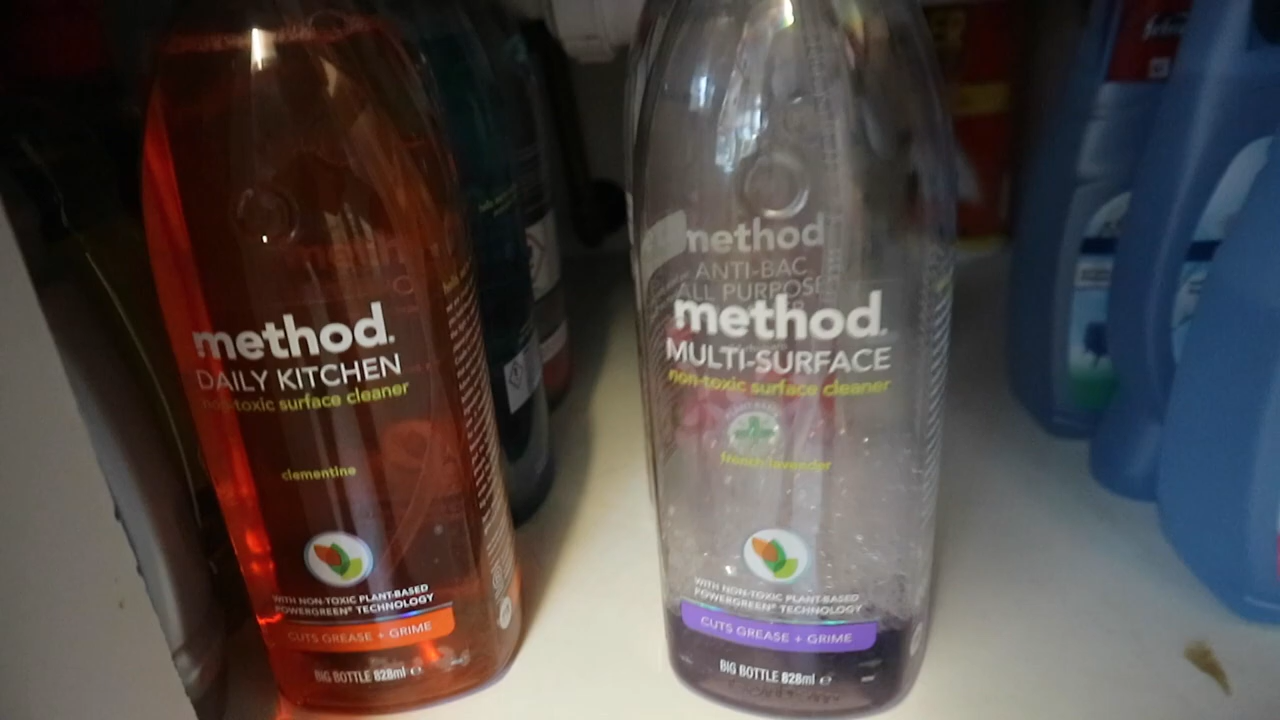 method.
DAILY KITCHEN
non-toxic surface cleaner
clementine
WITH NON-TOXIC PLANT-BASED
POWERGREEN® TECHNOLOGY
CUTS GREASE + GRIME
BIG BOTTLE 828ml e
method
ANTI-BAC
ALL PURPOSE
method.
MULTI-SURFACE
non-toxic surface cleaner
french lavender
WITH NON-TOXIC PLANT-BASED
POWERGREEN® TECHNOLOGY
CUTS GREASE + GRIME
BIG BOTTLE 828ml e